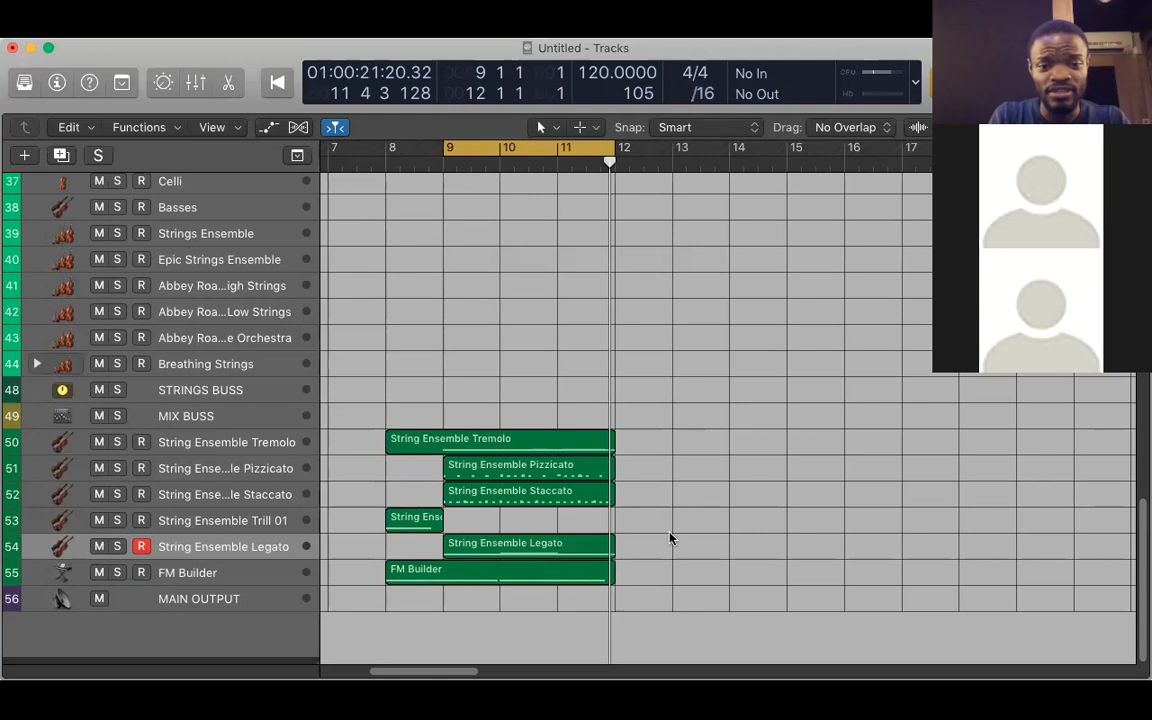 Untitled - Tracks
01:00:21:20.32 9 1 1 1 120.0000 4/4 No In CPU
11 4 3 128 12 1 1 1 105 /16 No Out HD
Edit Functions View Snap: Smart Drag: No Overlap
S
7 8 9 10 11 12 13 14 15 16 17
37 M S R Celli
38 M S R Basses
39 M S R Strings Ensemble
40 M S R Epic Strings Ensemble
41 M S R Abbey Roa...igh Strings
42 M S R Abbey Roa...Low Strings
43 M S R Abbey Roa...e Orchestra
44 M S R Breathing Strings
48 M S STRINGS BUSS
49 M S MIX BUSS
50 M S R String Ensemble Tremolo String Ensemble Tremolo
51 M S R String Ense...le Pizzicato String Ensemble Pizzicato
52 M S R String Ense...le Staccato String Ensemble Staccato
53 M S R String Ensemble Trill 01 String Ense
54 M S R String Ensemble Legato String Ensemble Legato
55 M S R FM Builder FM Builder
56 M MAIN OUTPUT